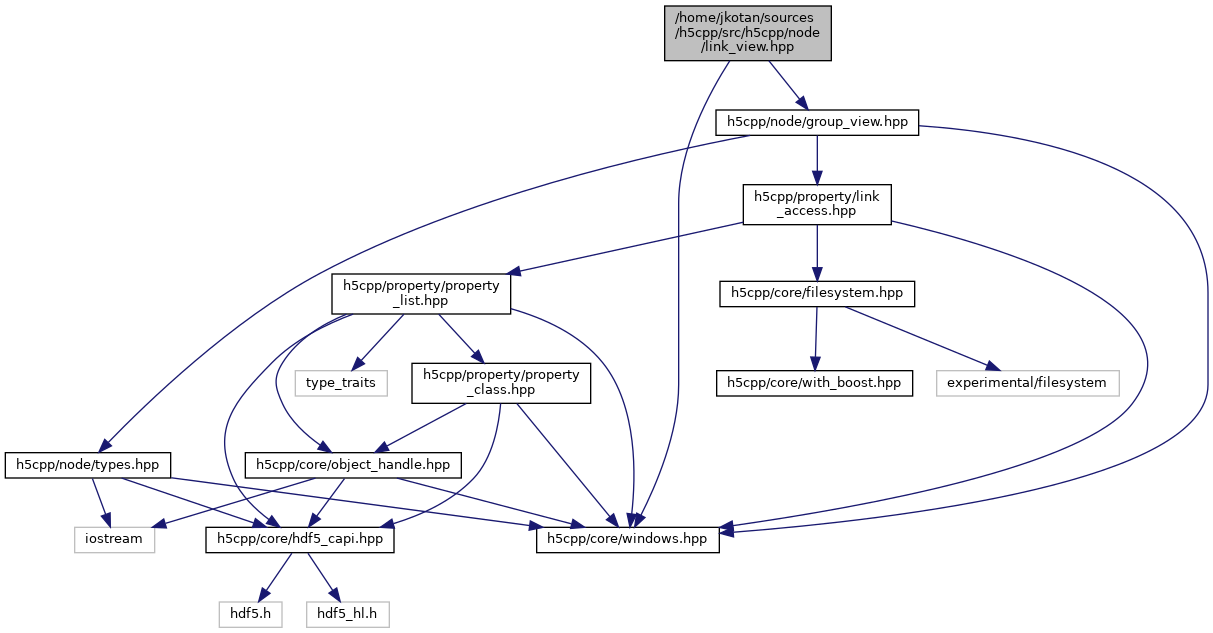 /home/jkotan/sources
/h5cpp/src/h5cpp/node
/link_view.hpp
h5cpp/node/group_view.hpp
h5cpp/property/link
_access.hpp
h5cpp/property/property
_list.hpp
h5cpp/core/filesystem.hpp
type_traits
h5cpp/property/property
_class.hpp
h5cpp/core/with_boost.hpp
experimental/filesystem
h5cpp/node/types.hpp
h5cpp/core/object_handle.hpp
iostream
h5cpp/core/hdf5_capi.hpp
h5cpp/core/windows.hpp
hdf5.h
hdf5_hl.h